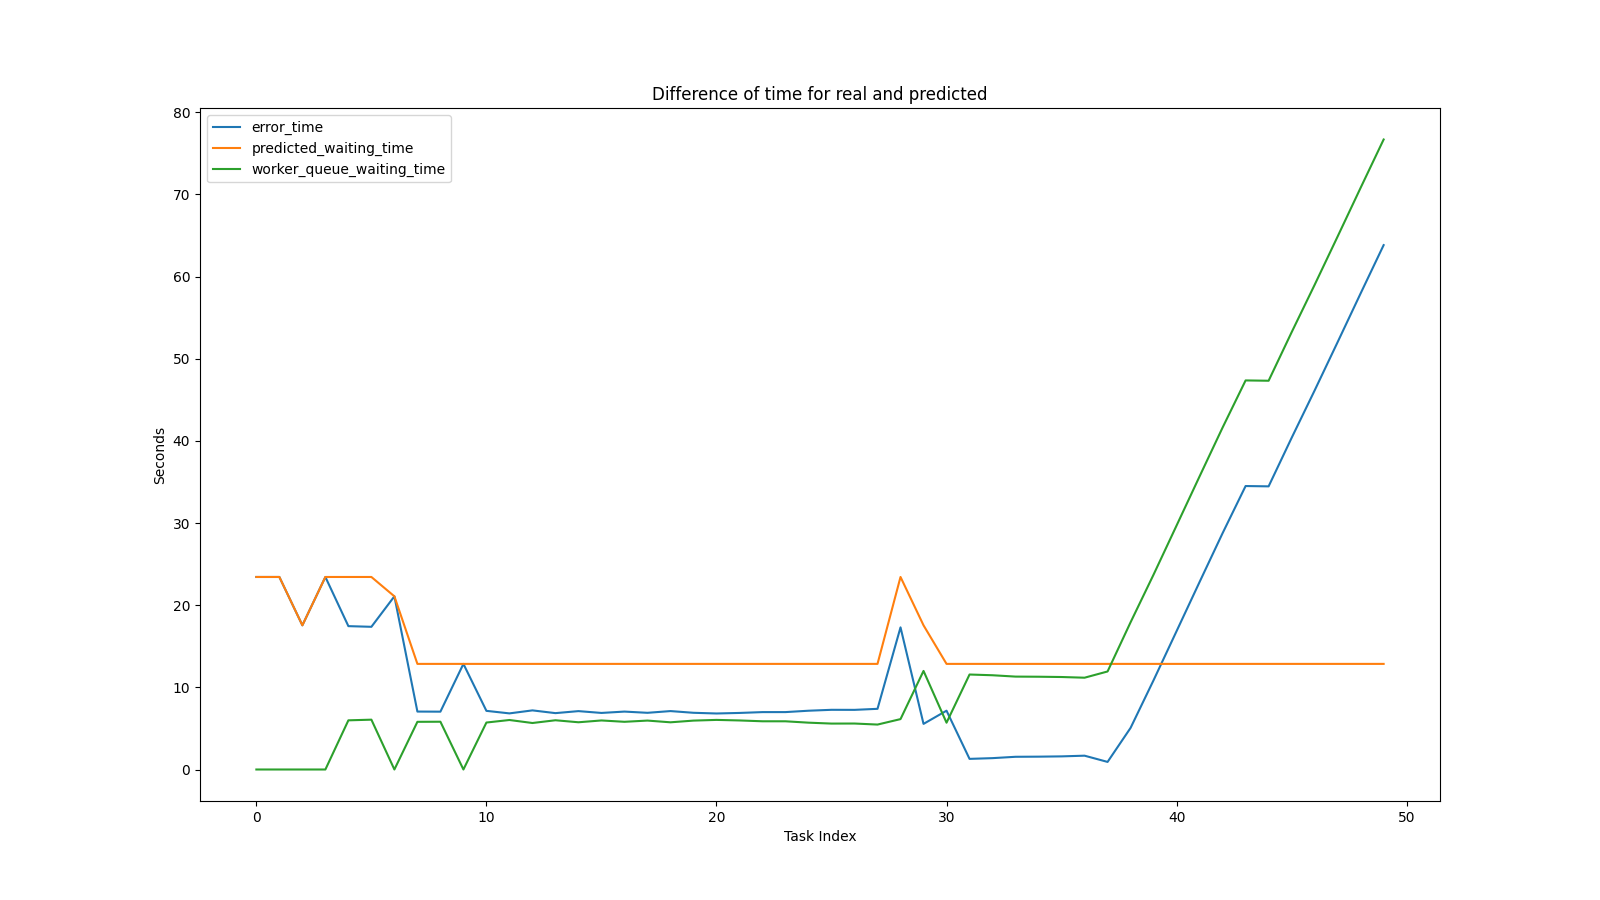 Difference of time for real and predicted
error_time
predicted_waiting_time
worker_queue_waiting_time
80
70
60
50
40
30
20
10
0
Seconds
0 10 20 30 40 50
Task Index